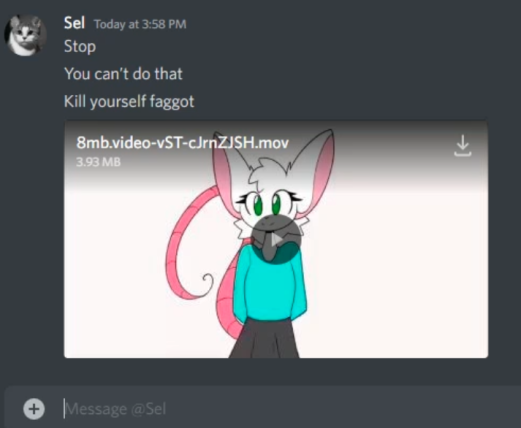 Sel Today at 3:58 PM
Stop
You can't do that
Kill yourself faggot
8mb.video-vST-cJrnZJSH.mov
3.93 MB
Message @Sel